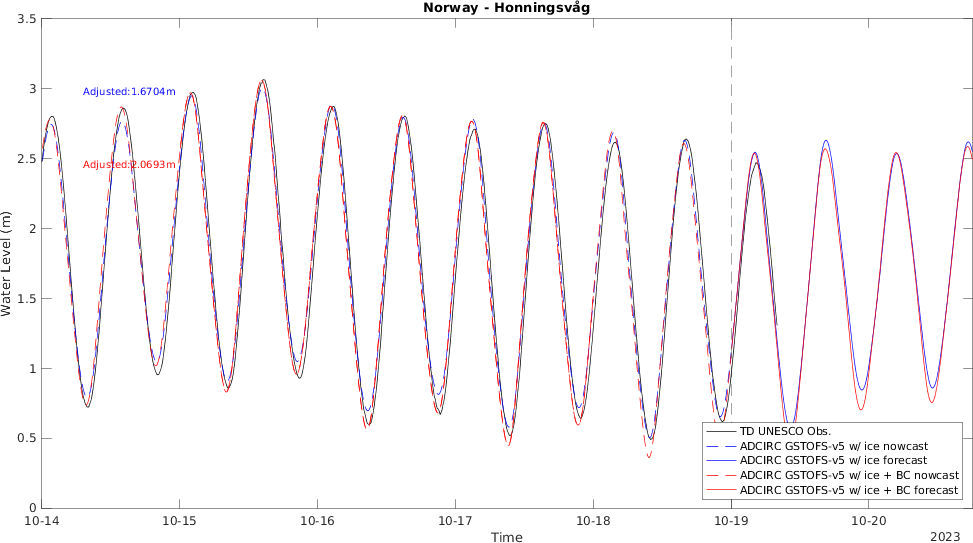 Norway - Honningsvåg
3.5
3
2.5
2
1.5
1
0.5
0
Water Level (m)
Adjusted:1.6704m
Adjusted:2.0693m
TD UNESCO Obs.
ADCIRC GSTOFS-v5 w/ ice nowcast
ADCIRC GSTOFS-v5 w/ ice forecast
ADCIRC GSTOFS-v5 w/ ice + BC nowcast
ADCIRC GSTOFS-v5 w/ ice + BC forecast
10-14 10-15 10-16 10-17 10-18 10-19 10-20
Time
2023